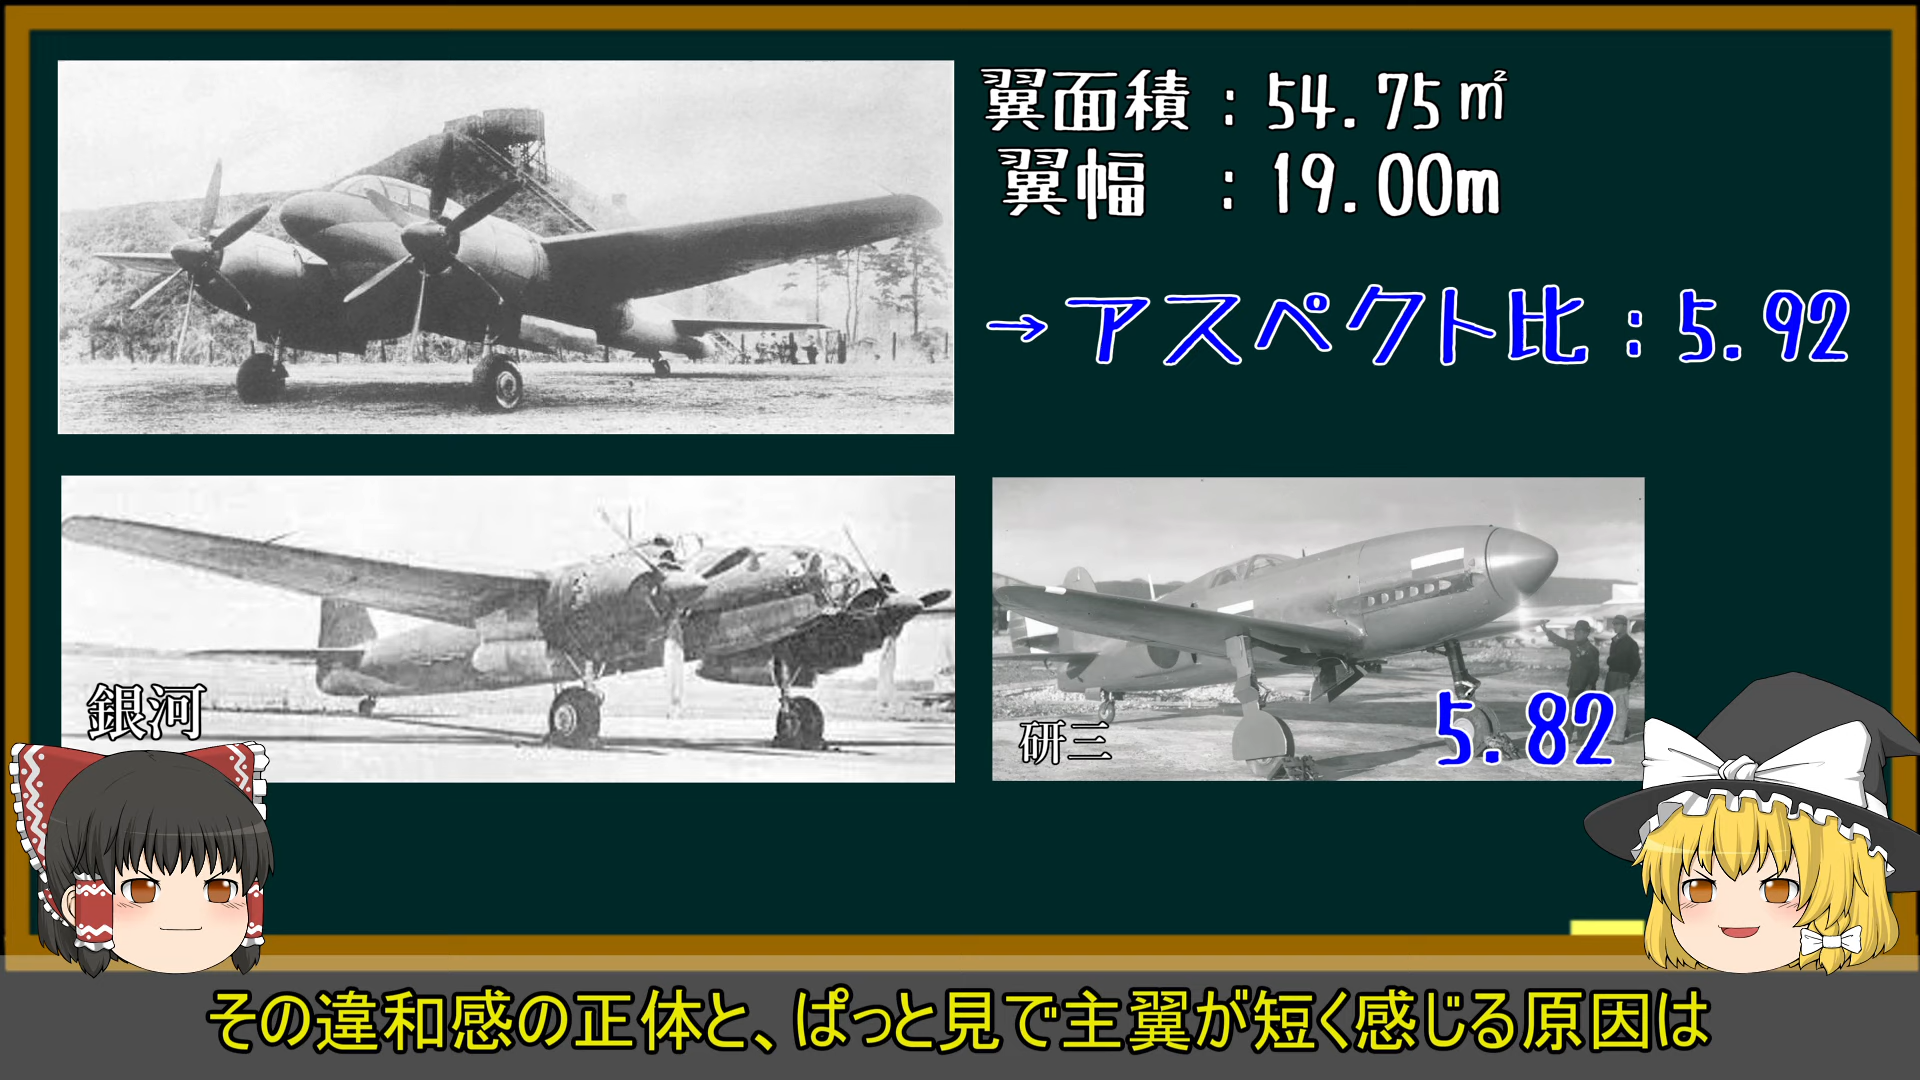 翼面積：54.75㎡
翼幅：19.00m
→アスペクト比：5.92
銀河
研三
5.82
その違和感の正体と、ぱっと見で主翼が短く感じる原因は